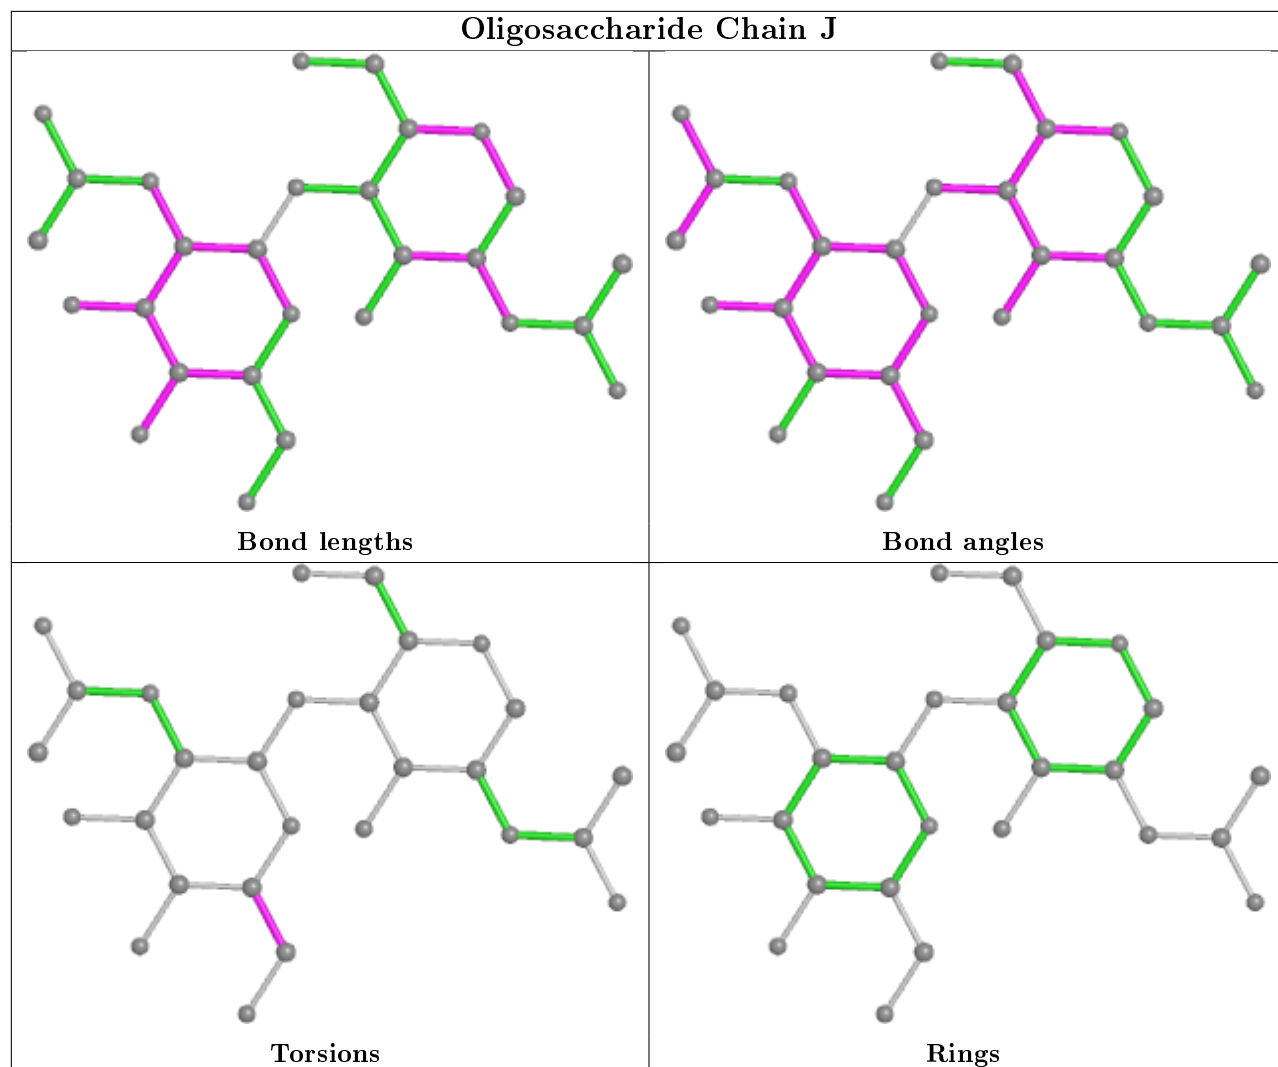 Oligosaccharide Chain J
Bond lengths
Bond angles
Torsions
Rings